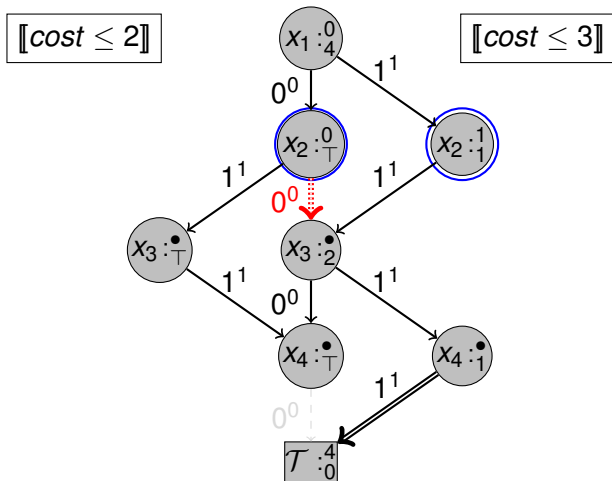 ⟦cost ≤ 2⟧ x₁:⁰₄ ⟦cost ≤ 3⟧
0⁰ 1¹
x₂:⁰⊤ x₂:¹₁
1¹ 0⁰ 1¹
x₃:•⊤ x₃:•₂
1¹ 0⁰ 1¹
x₄:•⊤ x₄:•₁
0⁰ 1¹
𝒯:⁴₀